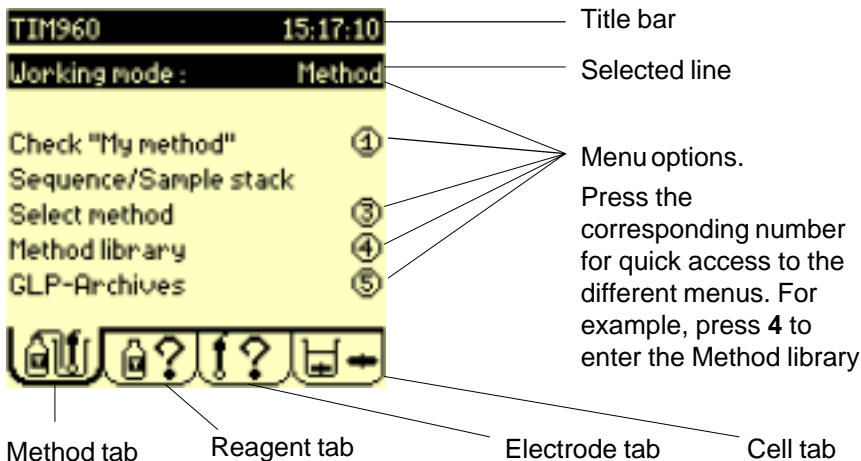 TIM960 15:17:10
Working mode : Method
Check "My method" 1
Sequence/Sample stack
Select method 3
Method library 4
GLP-Archives 5
Title bar
Selected line
Menu options.
Press the
corresponding number
for quick access to the
different menus. For
example, press 4 to
enter the Method library
Method tab
Reagent tab
Electrode tab
Cell tab